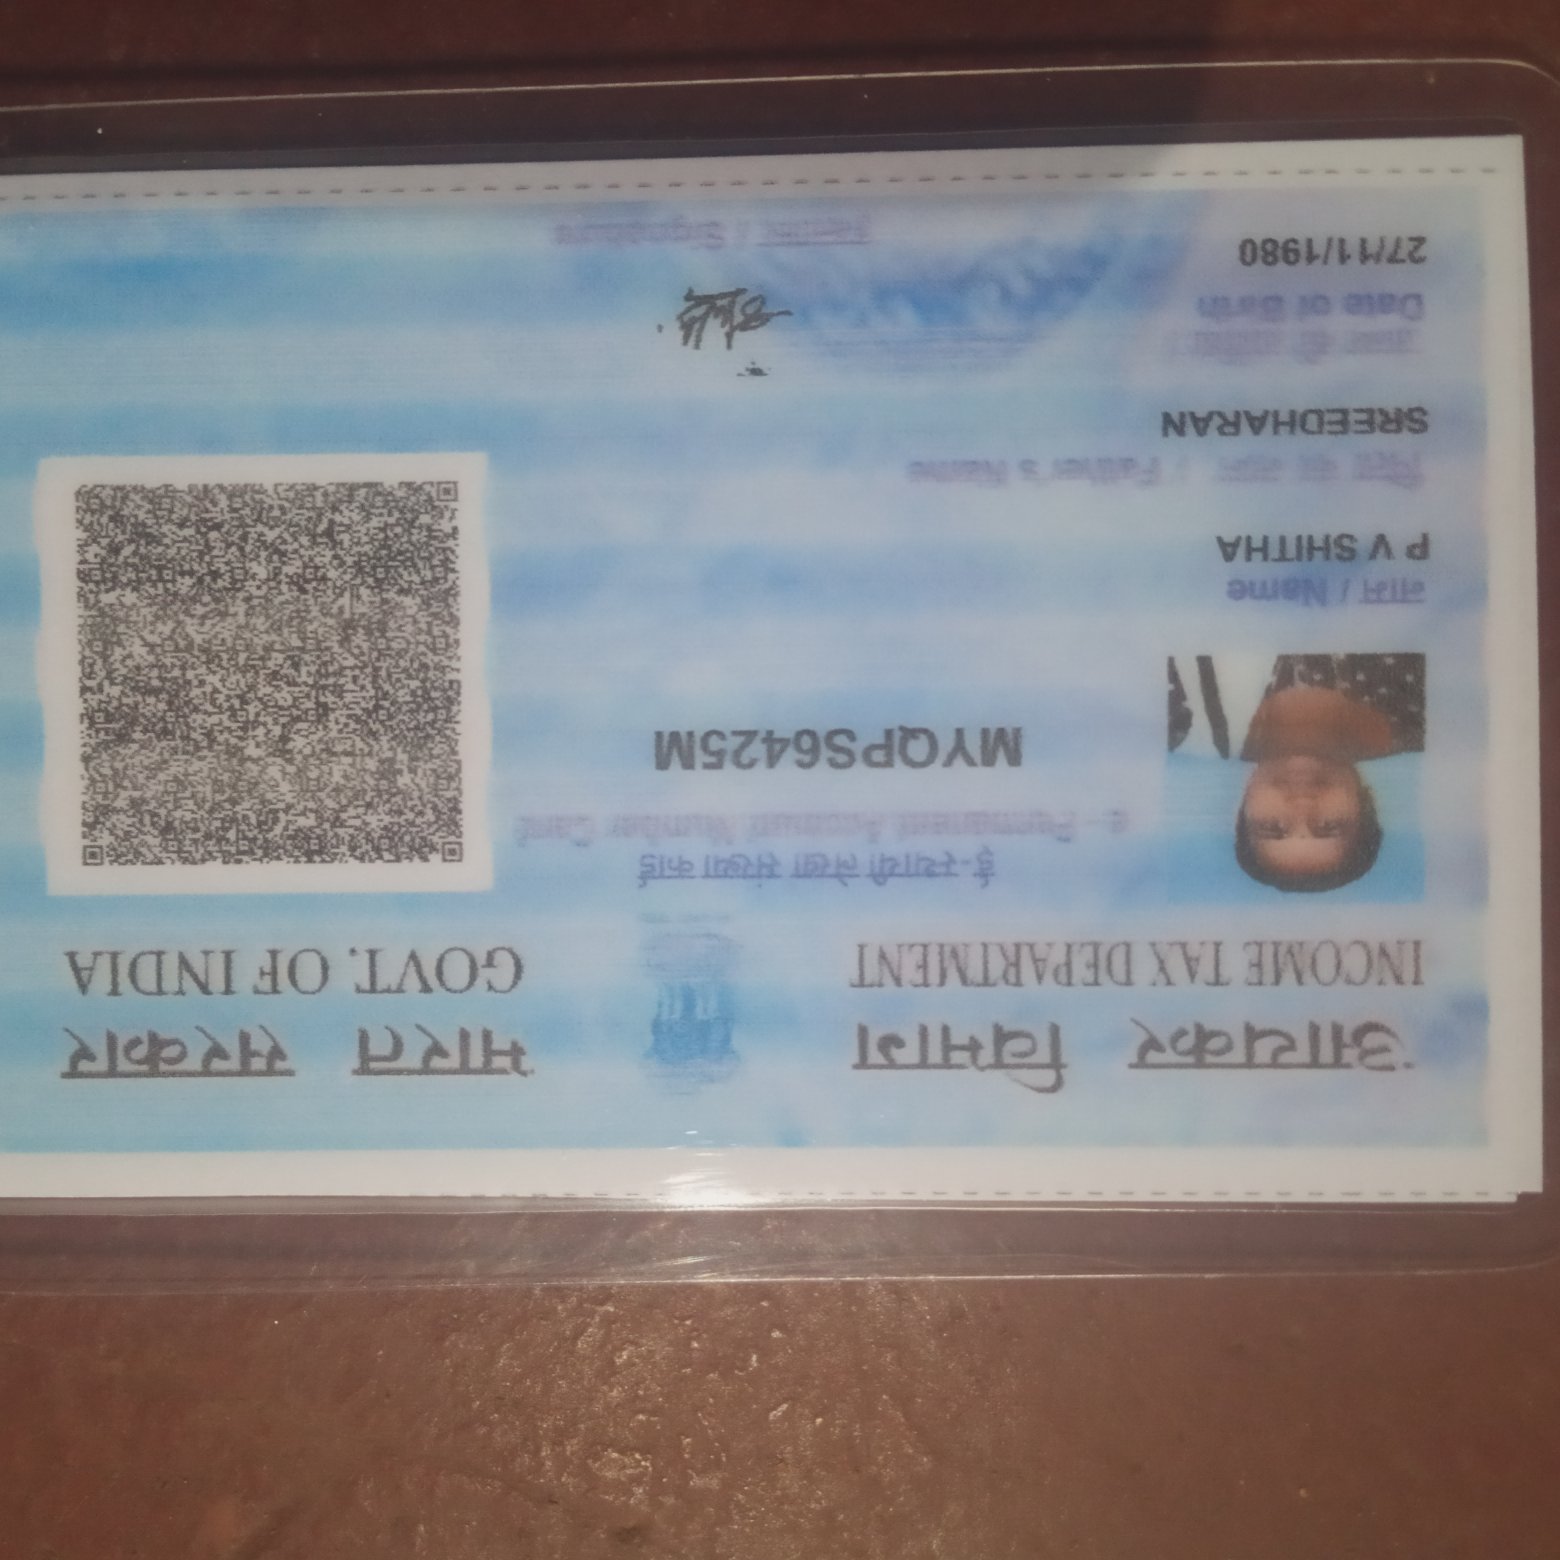 आयकर विभाग
INCOME TAX DEPARTMENT
भारत सरकार
GOVT. OF INDIA
ई-स्थायी लेखा संख्या कार्ड
e - Permanent Account Number Card
MYQPS6425M
नाम / Name
P V SHITHA
पिता का नाम / Father's Name
SREEDHARAN
जन्म की तारीख
Date of Birth
27/11/1980
हस्ताक्षर / Signature